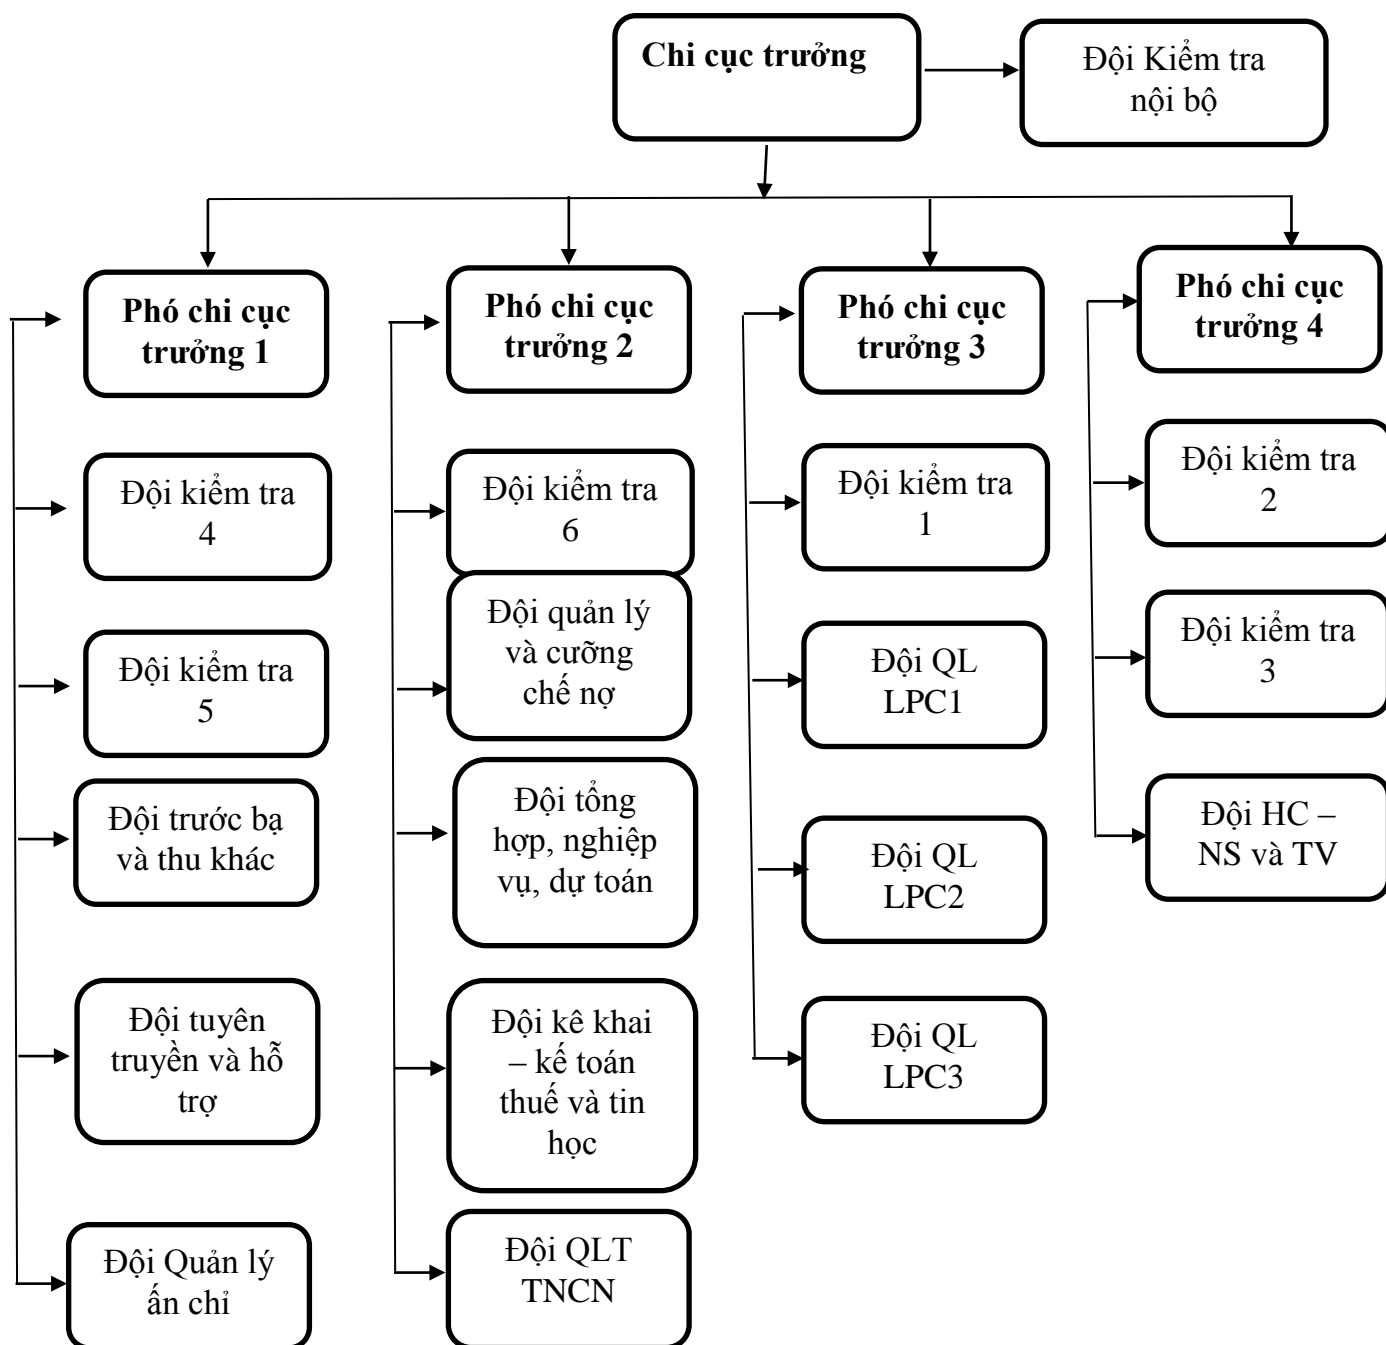 Chi cục trưởng
Đội Kiểm tra
nội bộ
Phó chi cục
trưởng 1
Phó chi cục
trưởng 2
Phó chi cục
trưởng 3
Phó chi cục
trưởng 4
Đội kiểm tra
4
Đội kiểm tra
5
Đội trước bạ
và thu khác
Đội tuyên
truyền và hỗ
trợ
Đội Quản lý
ấn chỉ
Đội kiểm tra
6
Đội quản lý
và cưỡng
chế nợ
Đội tổng
hợp, nghiệp
vụ, dự toán
Đội kê khai
– kế toán
thuế và tin
học
Đội QLT
TNCN
Đội kiểm tra
1
Đội QL
LPC1
Đội QL
LPC2
Đội QL
LPC3
Đội kiểm tra
2
Đội kiểm tra
3
Đội HC –
NS và TV